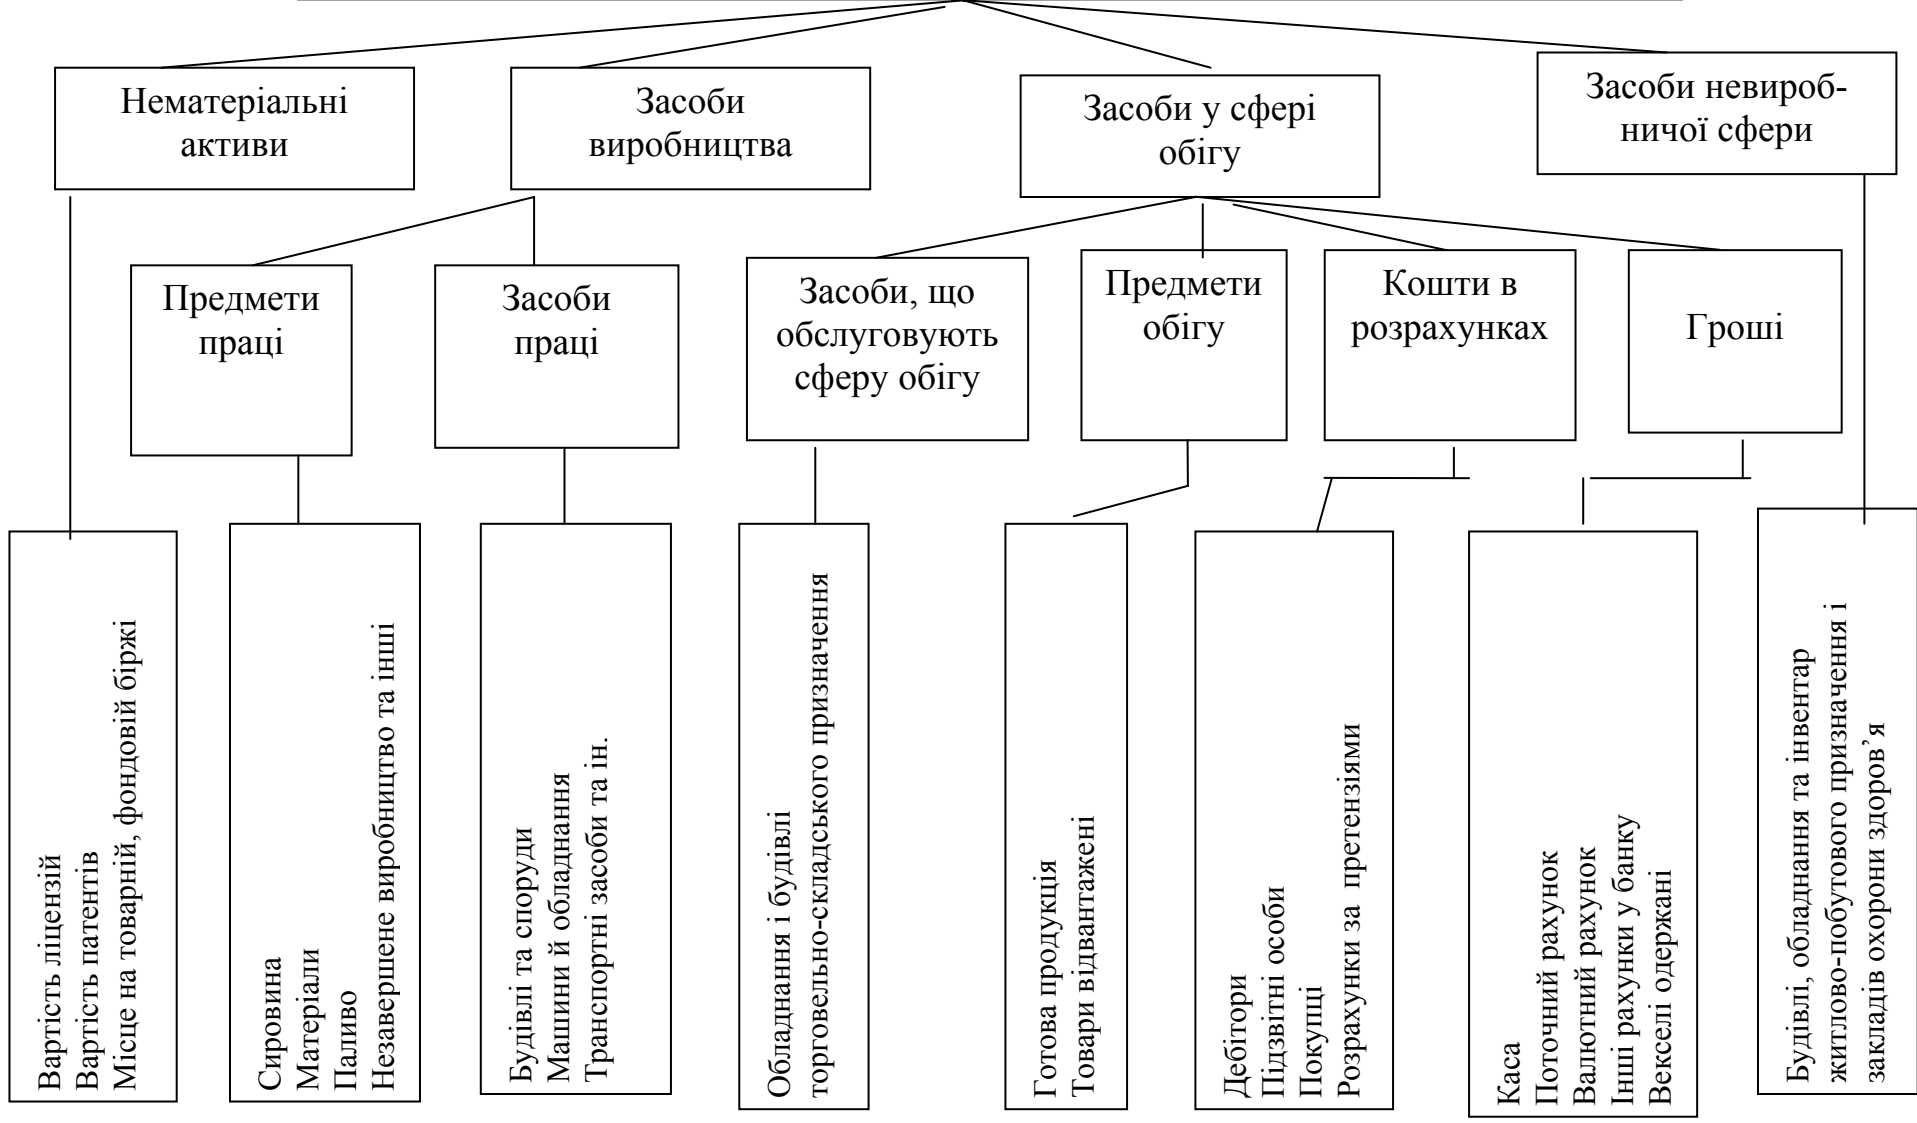 Нематеріальні
активи
Засоби
виробництва
Засоби у сфері
обігу
Засоби невироб-
ничої сфери
Предмети
праці
Засоби
праці
Засоби, що
обслуговують
сферу обігу
Предмети
обігу
Кошти в
розрахунках
Гроші
Вартість ліцензій
Вартість патентів
Місце на товарній, фондовій біржі
Сировина
Матеріали
Паливо
Незавершене виробництво та інші
Будівлі та споруди
Машини й обладнання
Транспортні засоби та ін.
Обладнання і будівлі
торговельно-складського призначення
Готова продукція
Товари відвантажені
Дебітори
Підзвітні особи
Покупці
Розрахунки за претензіями
Каса
Поточний рахунок
Валютний рахунок
Інші рахунки у банку
Векселі одержані
Будівлі, обладнання та інвентар
житлово-побутового призначення і
закладів охорони здоров’я